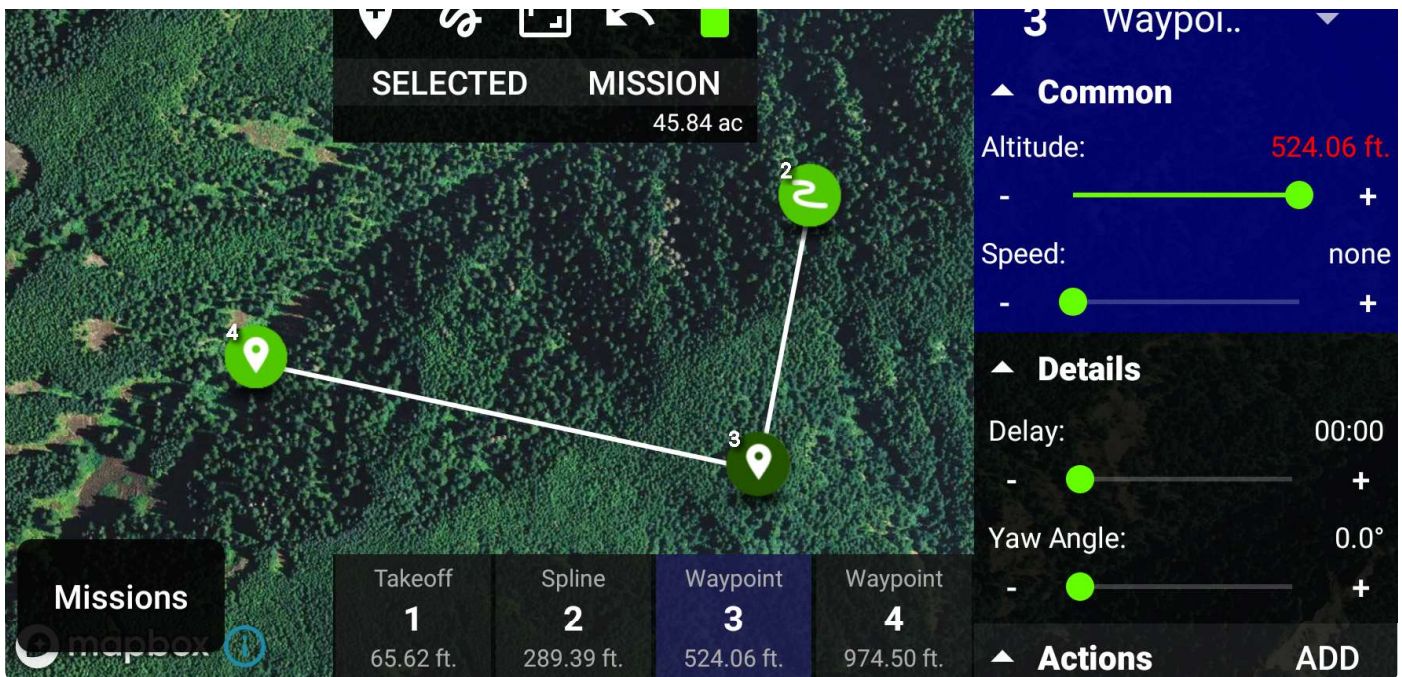 SELECTED MISSION
45.84 ac
2
4
3
Missions
mapbox
Takeoff
1
65.62 ft.
Spline
2
289.39 ft.
Waypoint
3
524.06 ft.
Waypoint
4
974.50 ft.
3 Waypoi..
Common
Altitude: 524.06 ft.
- +
Speed: none
- +
Details
Delay: 00:00
- +
Yaw Angle: 0.0°
- +
Actions ADD